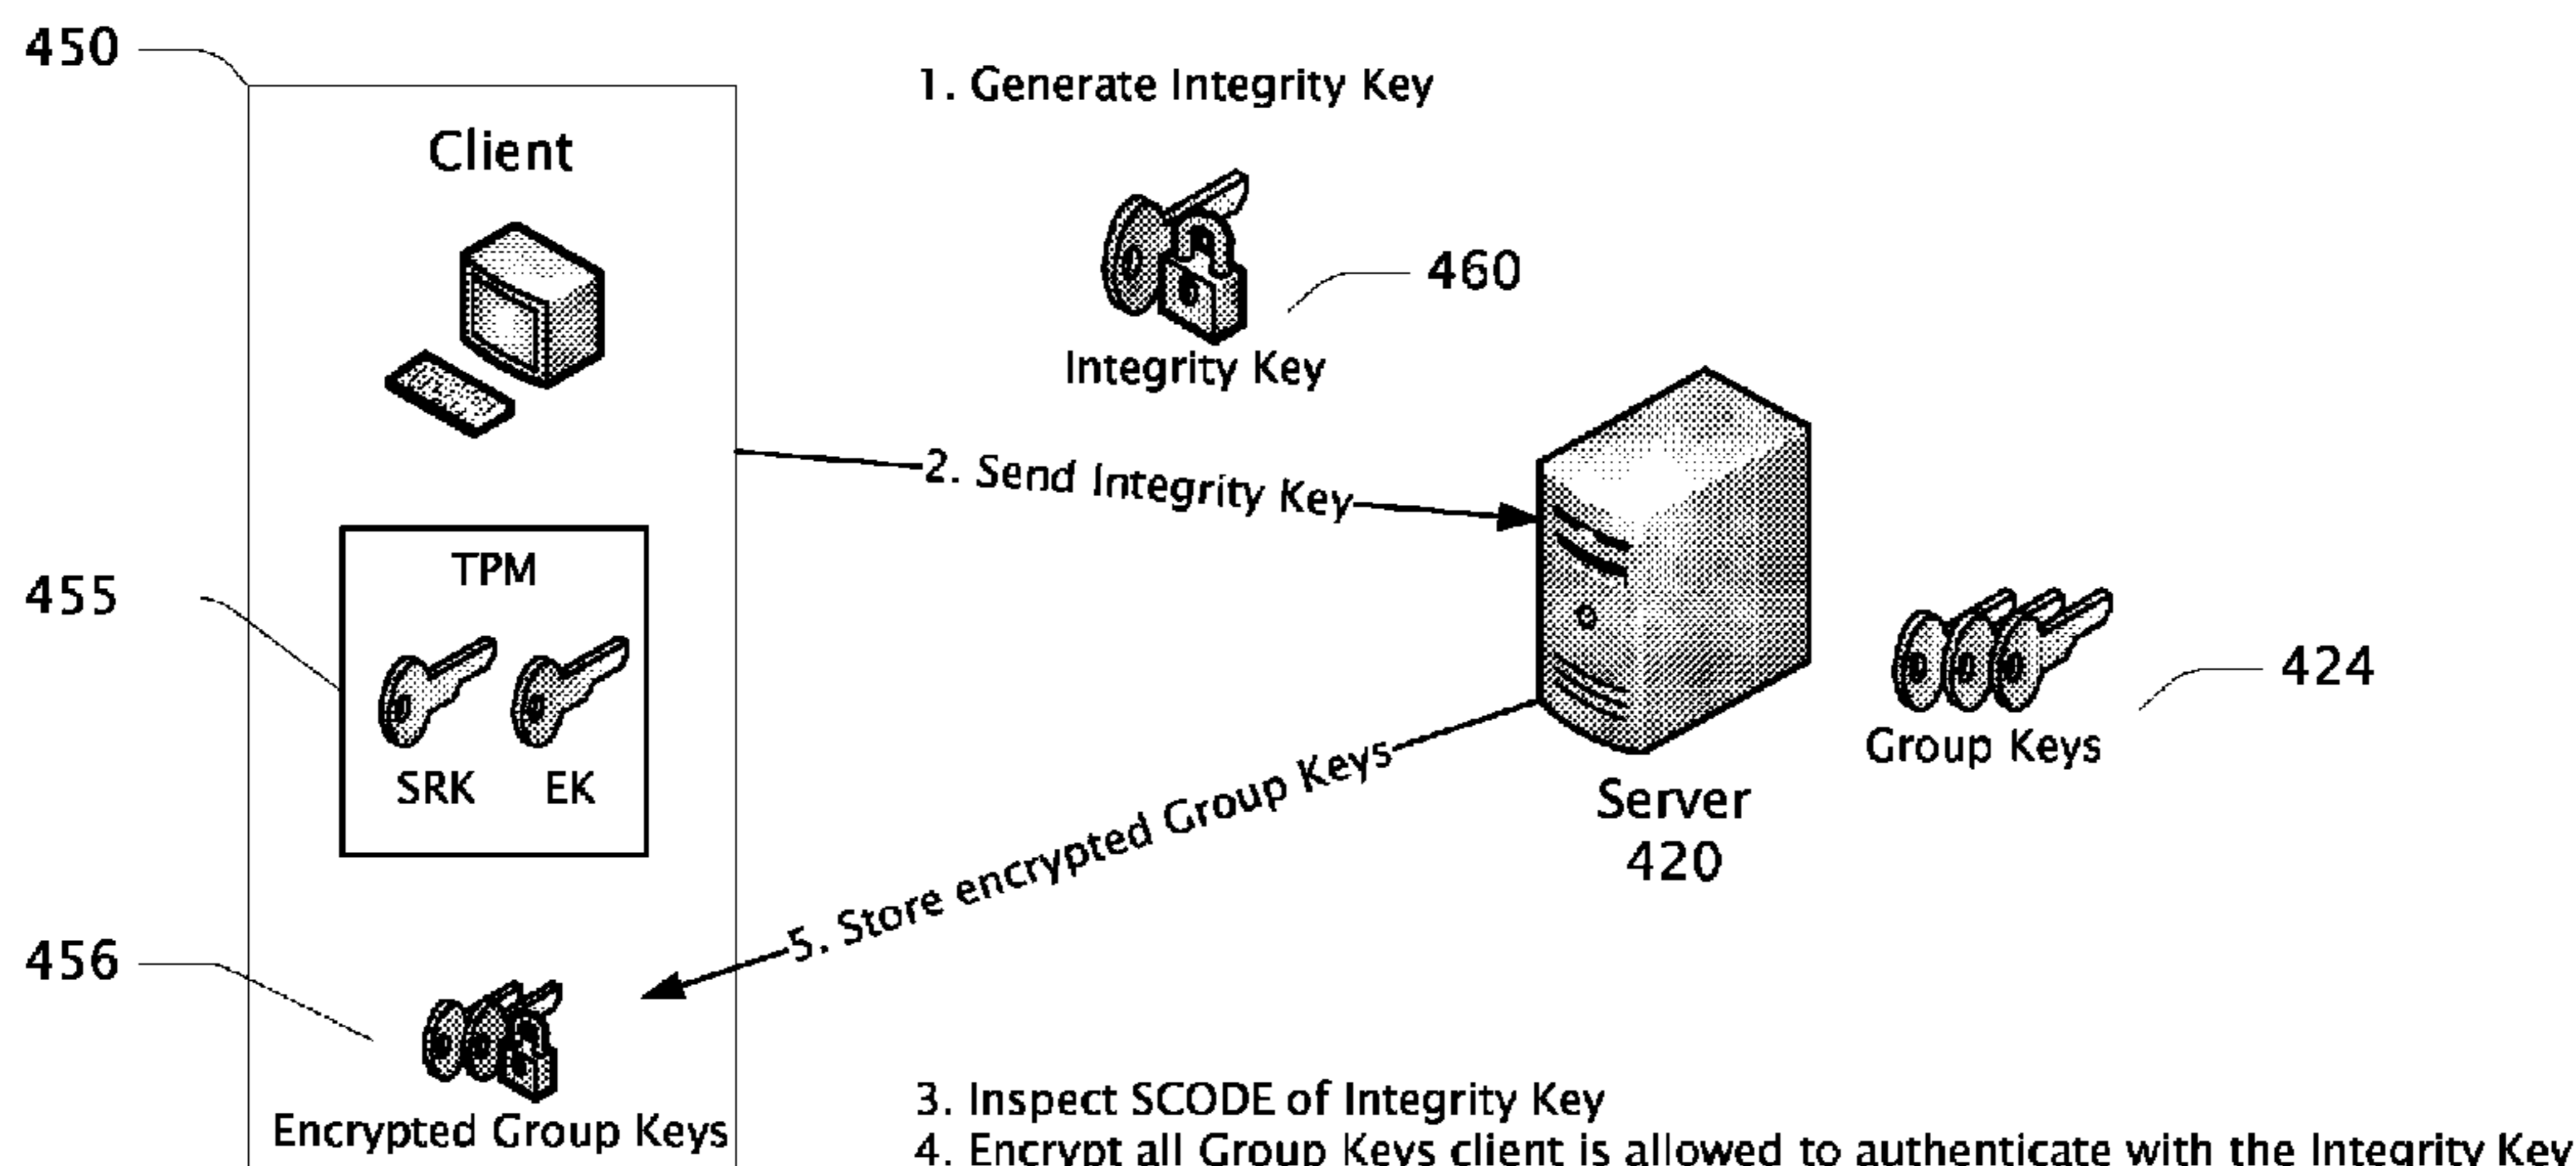 450
1. Generate Integrity Key
Client
460
Integrity Key
2. Send Integrity Key
TPM
455
SRK EK
424
Group Keys
Server
420
5. Store encrypted Group Keys
456
Encrypted Group Keys
3. Inspect SCODE of Integrity Key
4. Encrypt all Group Keys client is allowed to authenticate with the Integrity Key